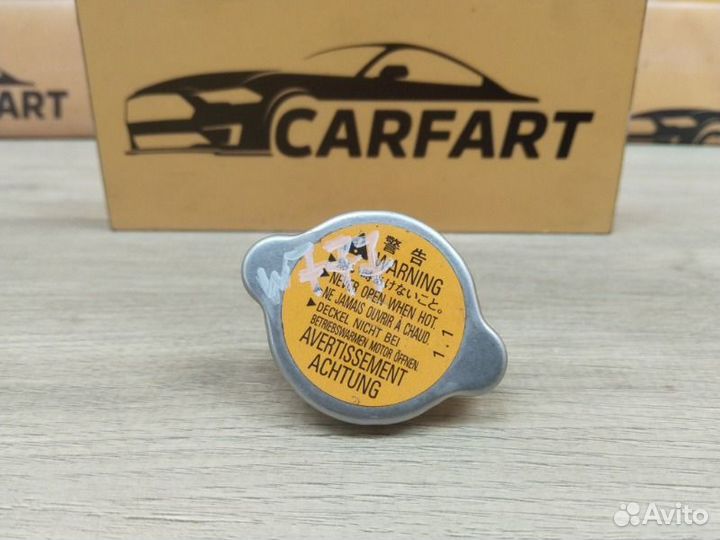 CARFART
FART
警告
WARNING
NEVER OPEN WHEN HOT.
NE JAMAIS OUVRIR À CHAUD.
DECKEL NICHT BEI
BETRIEBSWARMEN MOTOR ÖFFNEN.
AVERTISSEMENT
ACHTUNG
1.1
Avito